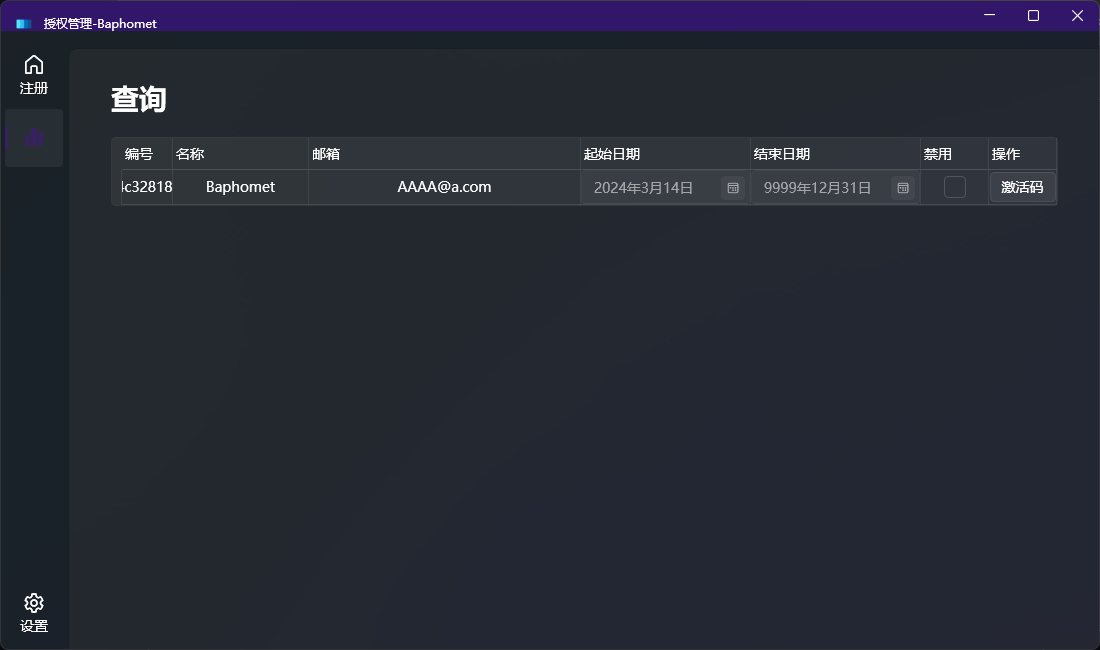 授权管理-Baphomet
注册
查询
编号 名称 邮箱 起始日期 结束日期 禁用 操作
c32818 Baphomet AAAA@a.com 2024年3月14日 9999年12月31日 激活码
设置